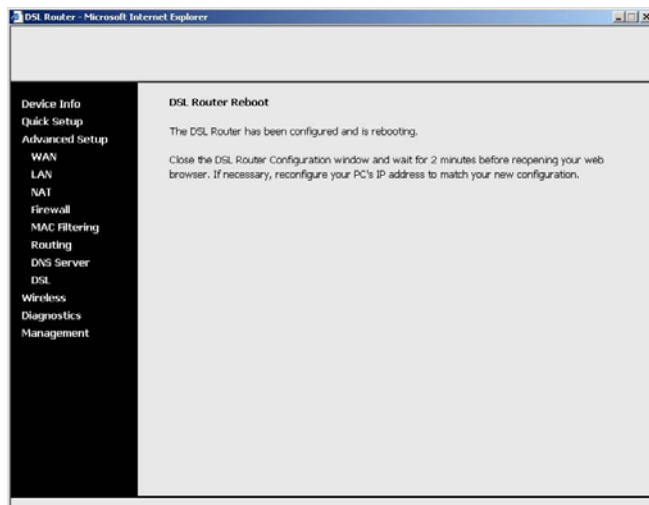 DSL Router - Microsoft Internet Explorer
Device Info
Quick Setup
Advanced Setup
WAN
LAN
NAT
Firewall
MAC Filtering
Routing
DNS Server
DSL
Wireless
Diagnostics
Management
DSL Router Reboot
The DSL Router has been configured and is rebooting.
Close the DSL Router Configuration window and wait for 2 minutes before reopening your web
browser. If necessary, reconfigure your PC's IP address to match your new configuration.